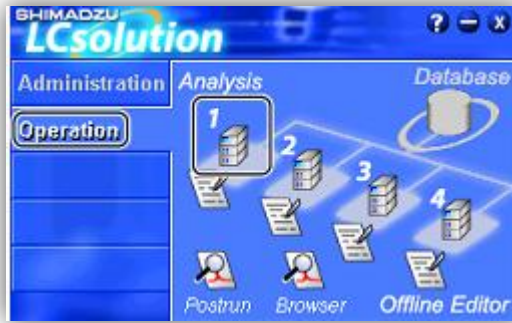 SHIMADZU
LCsolution
? - x
Administration
Operation
Analysis
Database
1
2
3
4
Postrun
Browser
Offline Editor